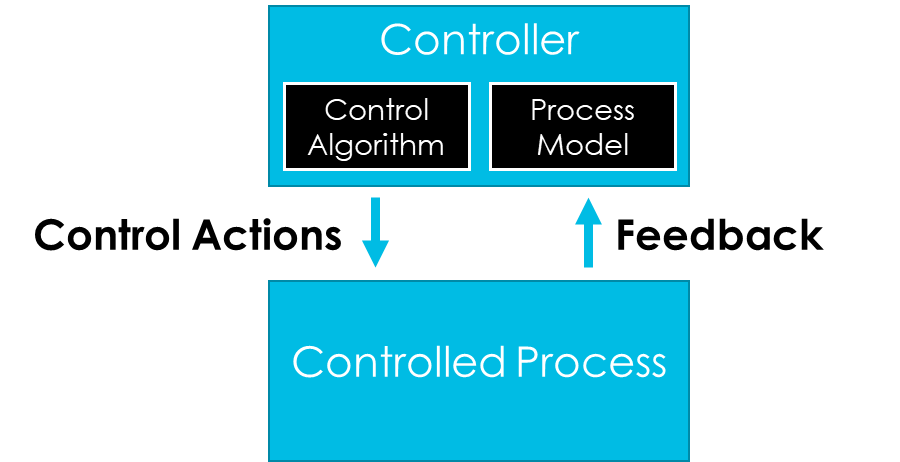 Controller
Control
Algorithm
Process
Model
Control Actions
Feedback
Controlled Process